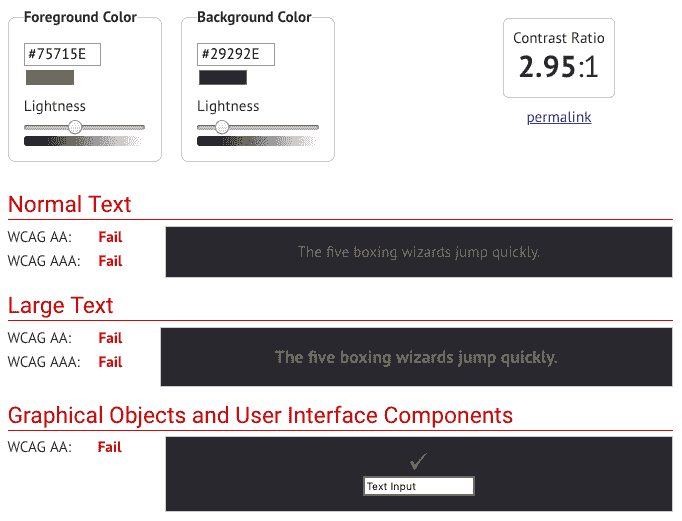 Foreground Color
#75715E
Lightness
Background Color
#29292E
Lightness
Contrast Ratio
2.95:1
permalink
Normal Text
WCAG AA: Fail
WCAG AAA: Fail
The five boxing wizards jump quickly.
Large Text
WCAG AA: Fail
WCAG AAA: Fail
The five boxing wizards jump quickly.
Graphical Objects and User Interface Components
WCAG AA: Fail
✓
Text Input